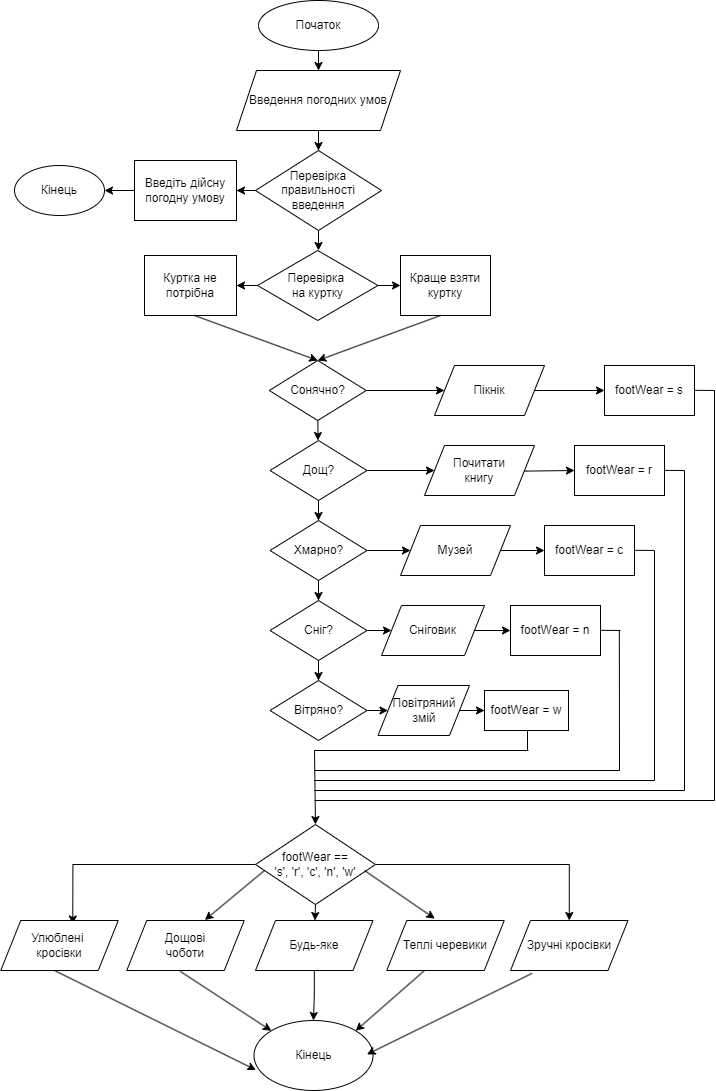 Початок
Введення погодних умов
Кінець
Введіть дійсну
погодну умову
Перевірка
правильності
введення
Куртка не
потрібна
Перевірка
на куртку
Краще взяти
куртку
Сонячно?
Пікнік
footWear = s
Дощ?
Почитати
книгу
footWear = r
Хмарно?
Музей
footWear = c
Сніг?
Сніговик
footWear = n
Вітряно?
Повітряний
змій
footWear = w
footWear ==
's', 'r', 'c', 'n', 'w'
Улюблені
кросівки
Дощові
чоботи
Будь-яке
Теплі черевики
Зручні кросівки
Кінець